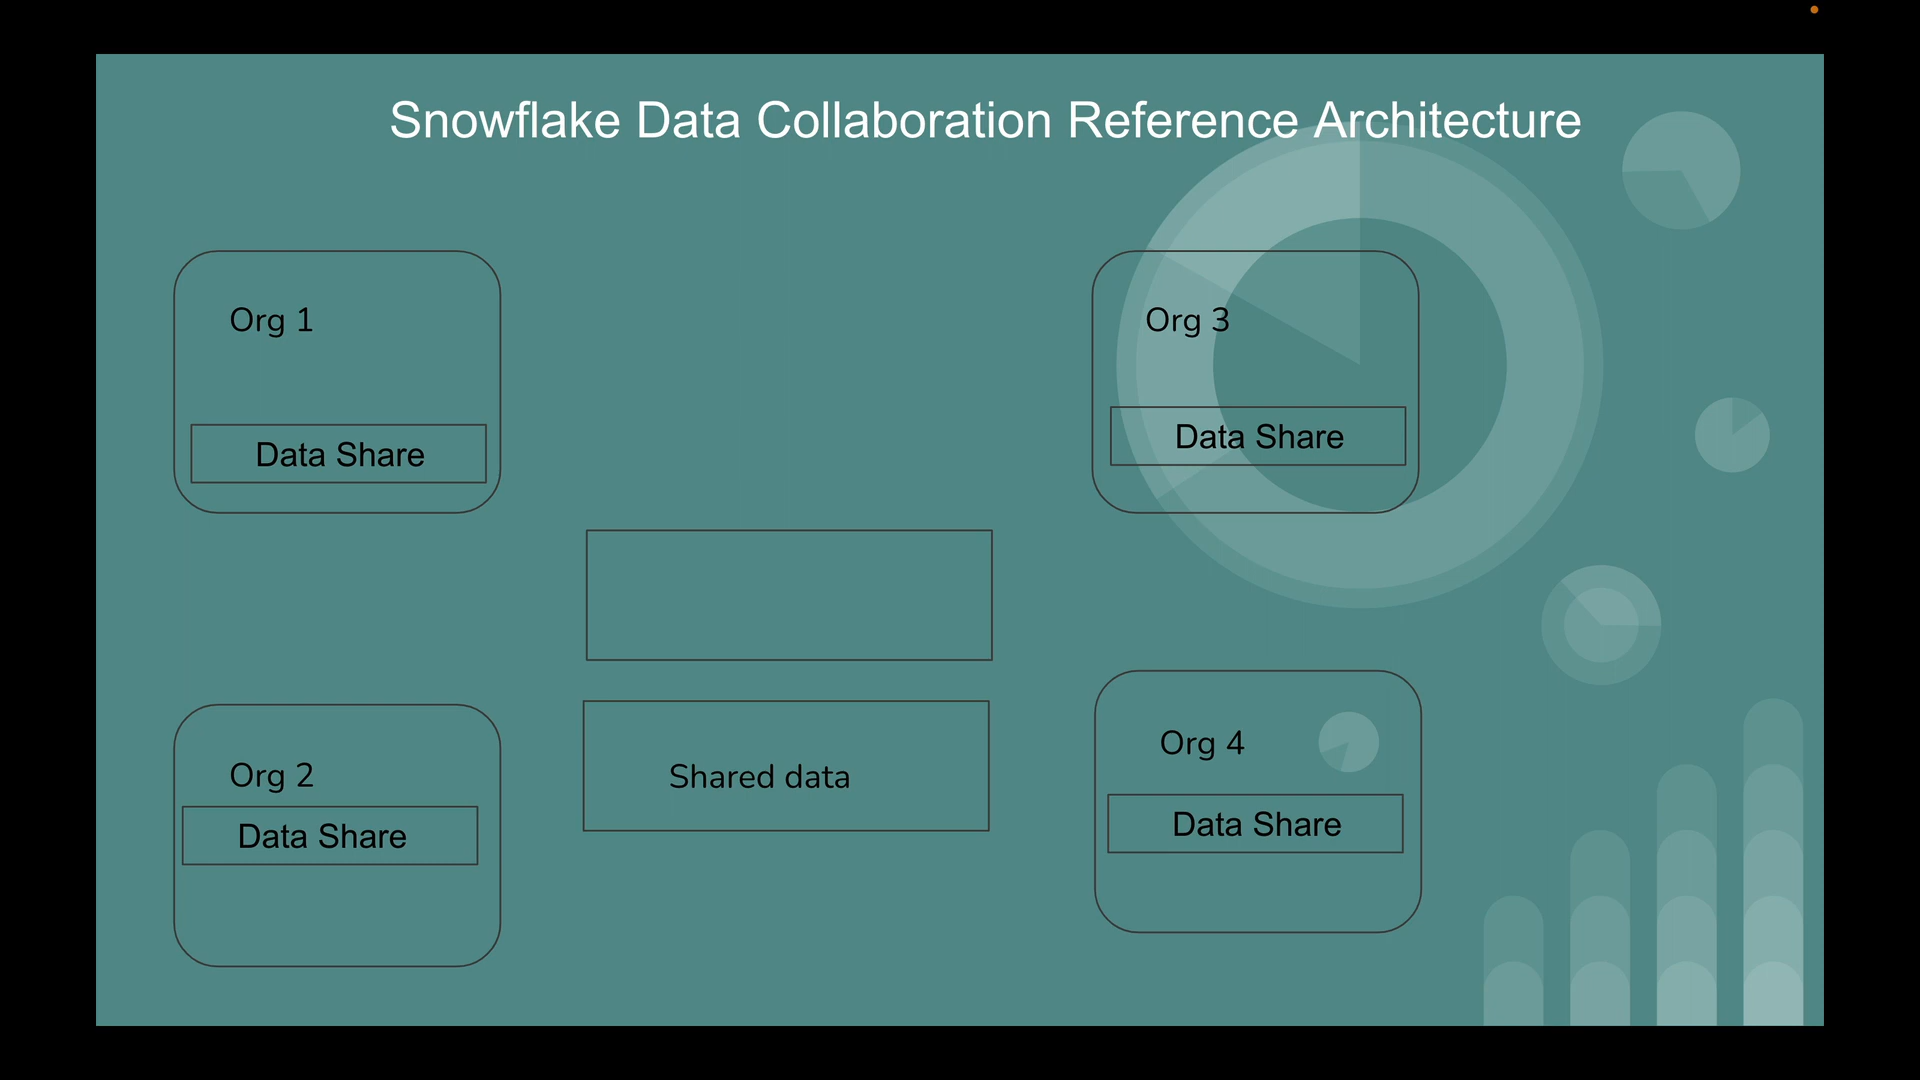 Snowflake Data Collaboration Reference Architecture
Org 1
Data Share
Org 3
Data Share
Org 2
Data Share
Shared data
Org 4
Data Share